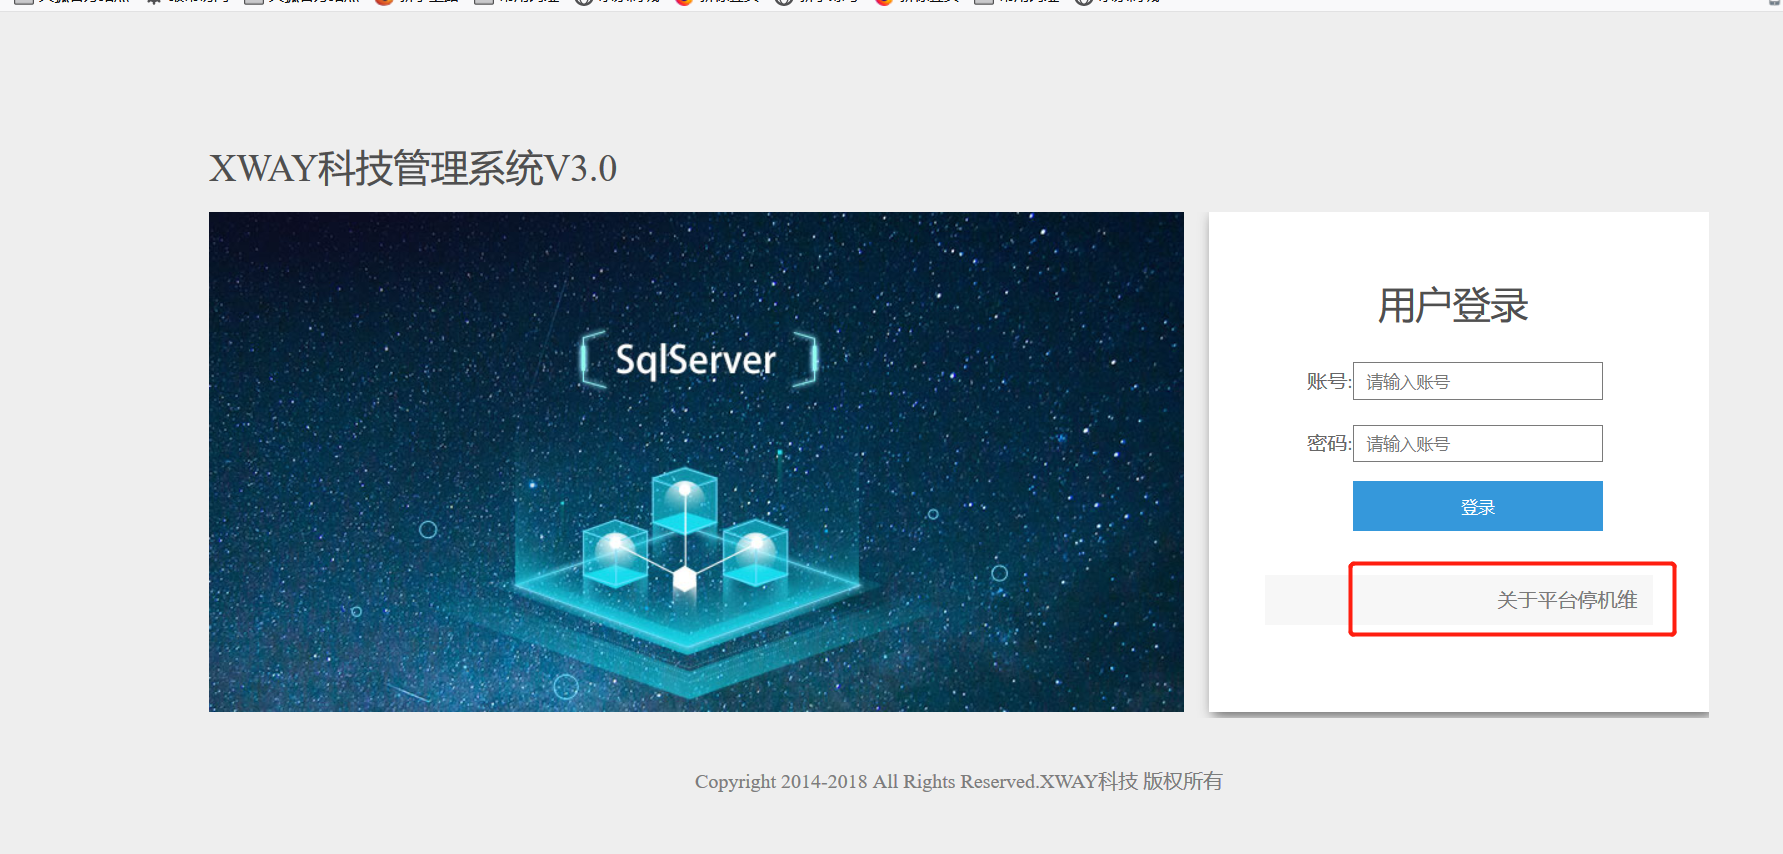 XWAY科技管理系统V3.0
SqlServer
用户登录
账号: 请输入账号
密码: 请输入账号
登录
关于平台停机维
Copyright 2014-2018 All Rights Reserved.XWAY科技 版权所有